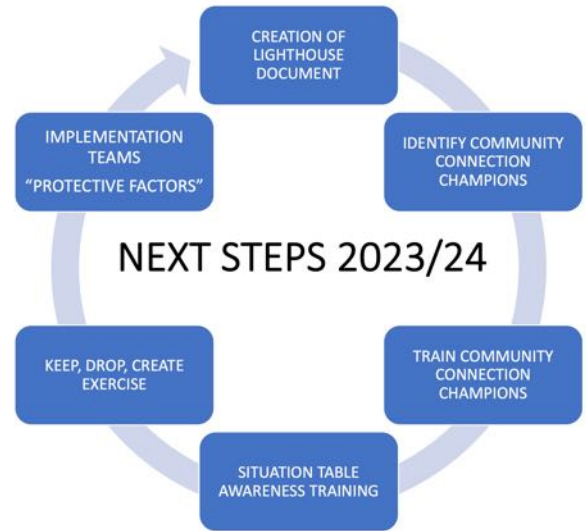 CREATION OF
LIGHTHOUSE
DOCUMENT
IDENTIFY COMMUNITY
CONNECTION
CHAMPIONS
TRAIN COMMUNITY
CONNECTION
CHAMPIONS
SITUATION TABLE
AWARENESS TRAINING
KEEP, DROP, CREATE
EXERCISE
IMPLEMENTATION
TEAMS
“PROTECTIVE FACTORS”
NEXT STEPS 2023/24